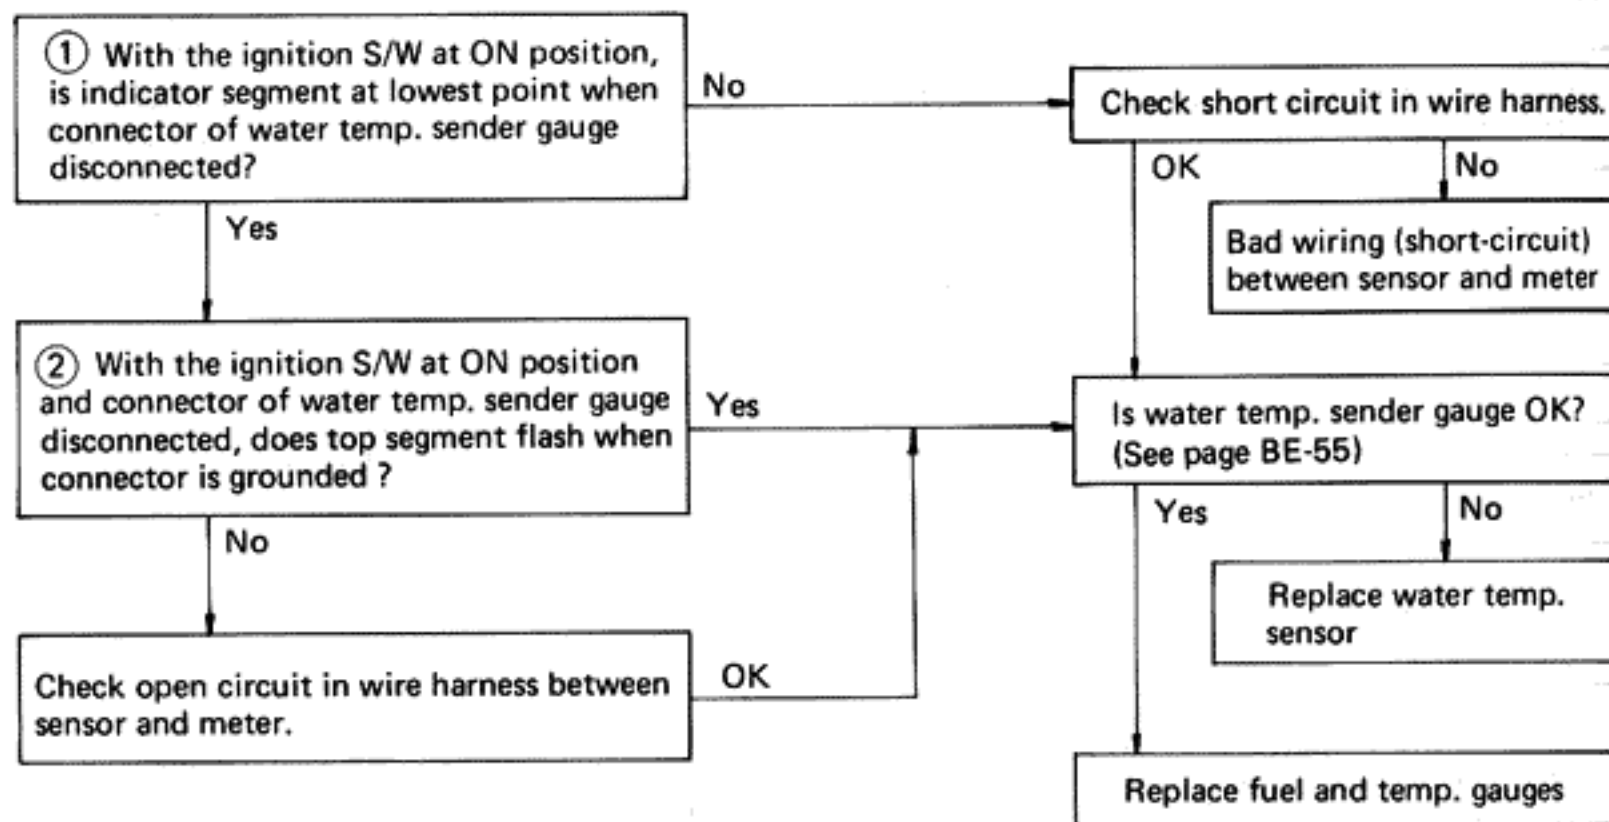 ① With the ignition S/W at ON position,
is indicator segment at lowest point when
connector of water temp. sender gauge
disconnected?
No
Check short circuit in wire harness.
OK
No
Yes
Bad wiring (short-circuit)
between sensor and meter
② With the ignition S/W at ON position
and connector of water temp. sender gauge
disconnected, does top segment flash when
connector is grounded ?
Yes
Is water temp. sender gauge OK?
(See page BE-55)
Yes
No
No
Replace water temp.
sensor
Check open circuit in wire harness between
sensor and meter.
OK
Replace fuel and temp. gauges